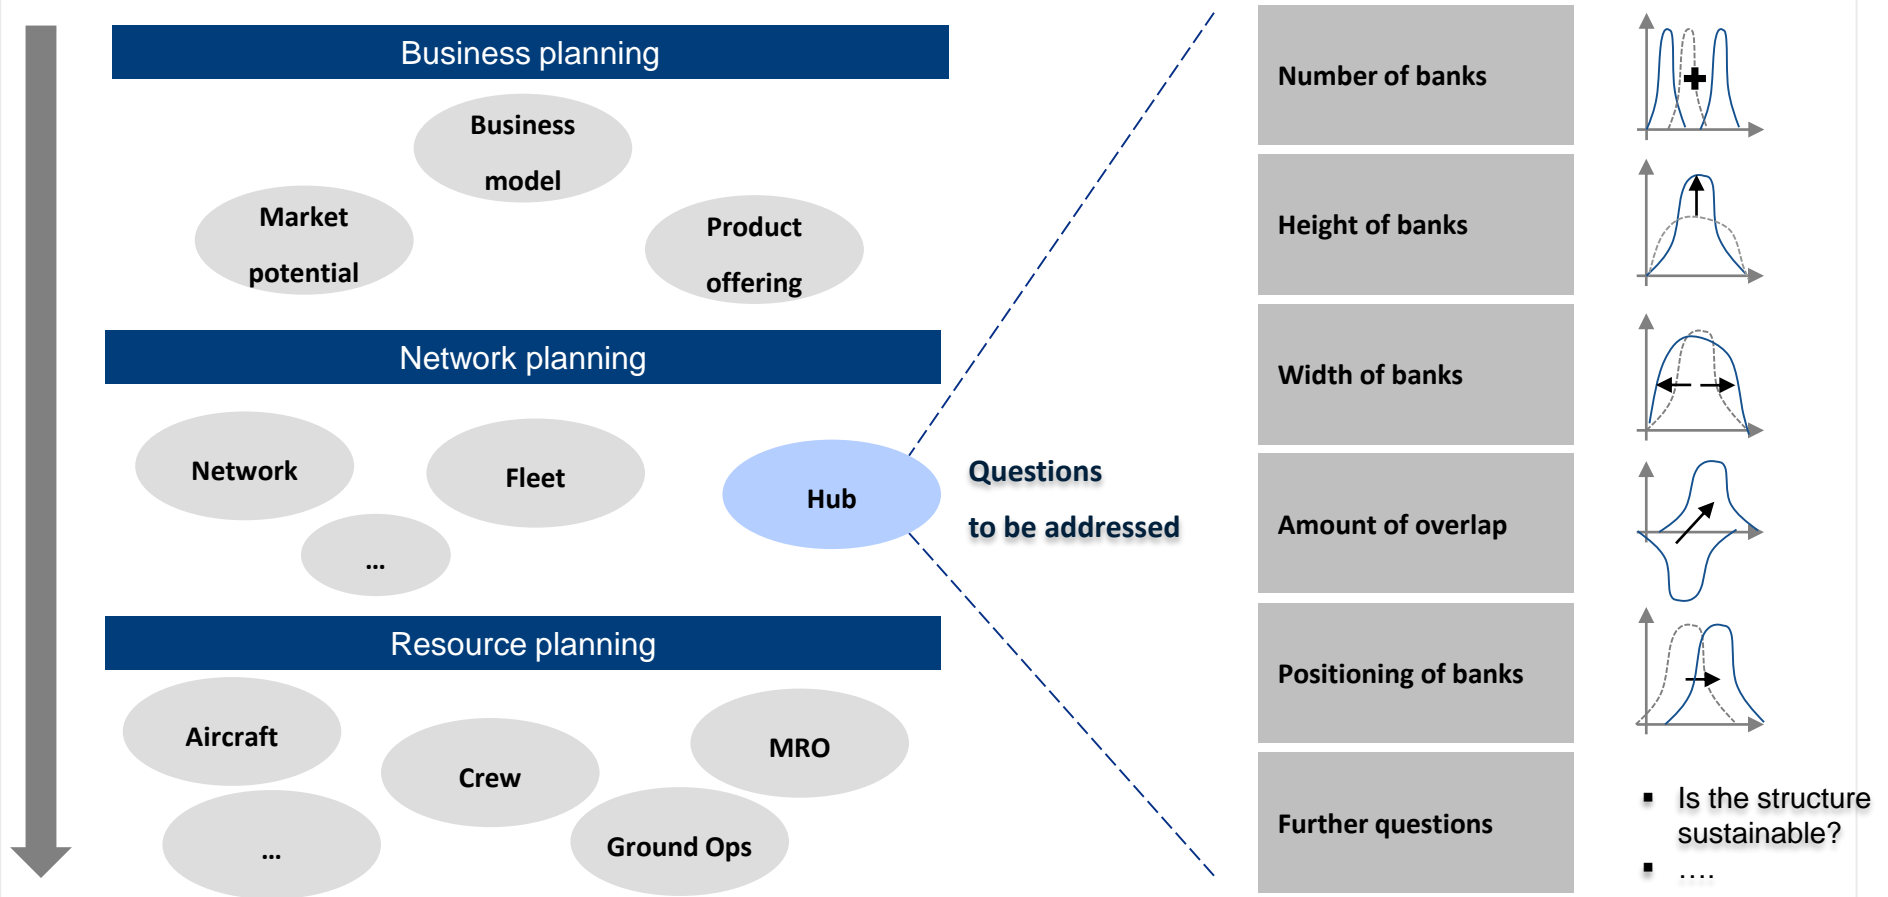 Business planning
Business
model
Market
potential
Product
offering
Network planning
Network
Fleet
...
Hub
Questions
to be addressed
Resource planning
Aircraft
Crew
MRO
...
Ground Ops
Number of banks
Height of banks
Width of banks
Amount of overlap
Positioning of banks
Further questions
▪ Is the structure
sustainable?
▪ ....